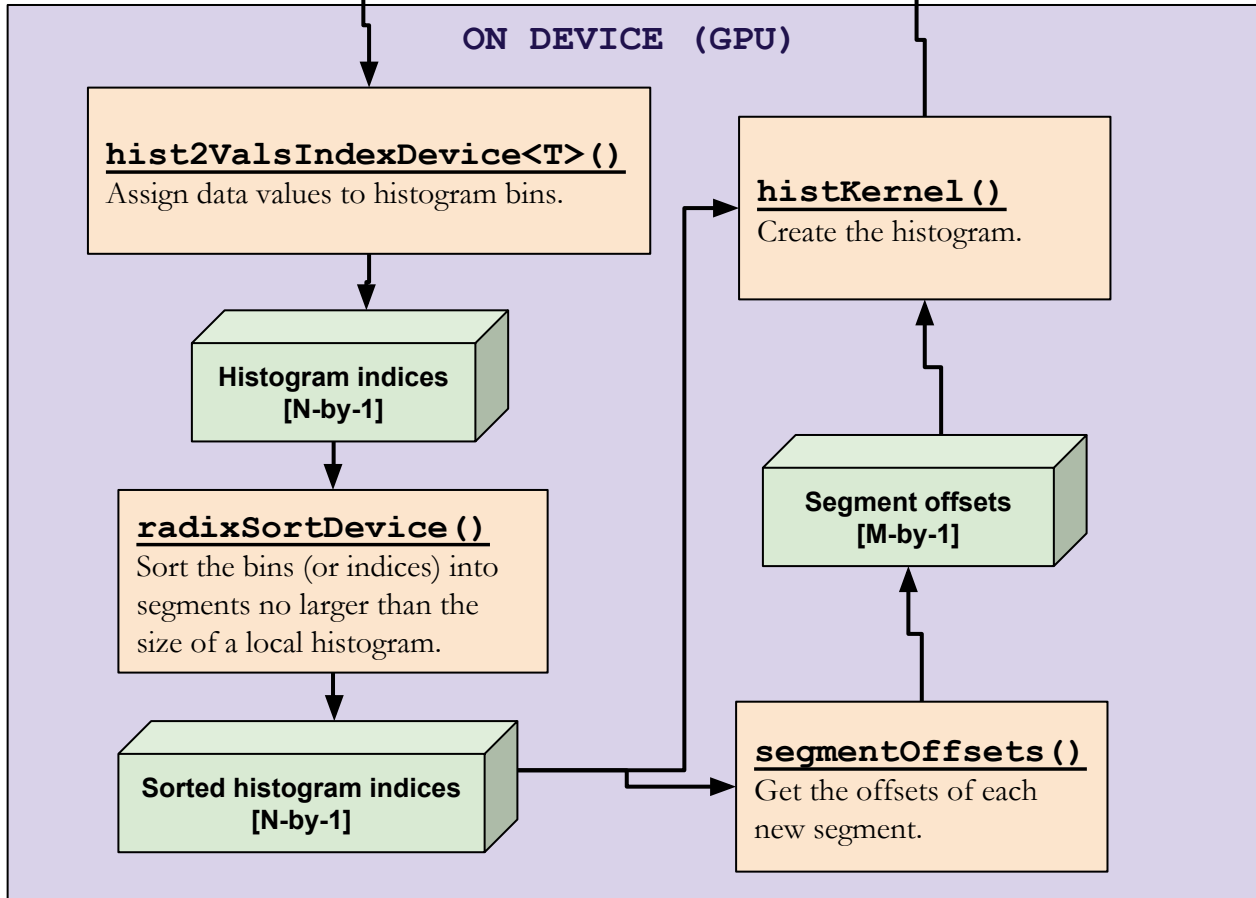 ON DEVICE (GPU)
hist2ValsIndexDevice<T>()
Assign data values to histogram bins.
Histogram indices
[N-by-1]
radixSortDevice()
Sort the bins (or indices) into
segments no larger than the
size of a local histogram.
Sorted histogram indices
[N-by-1]
segmentOffsets()
Get the offsets of each
new segment.
Segment offsets
[M-by-1]
histKernel()
Create the histogram.